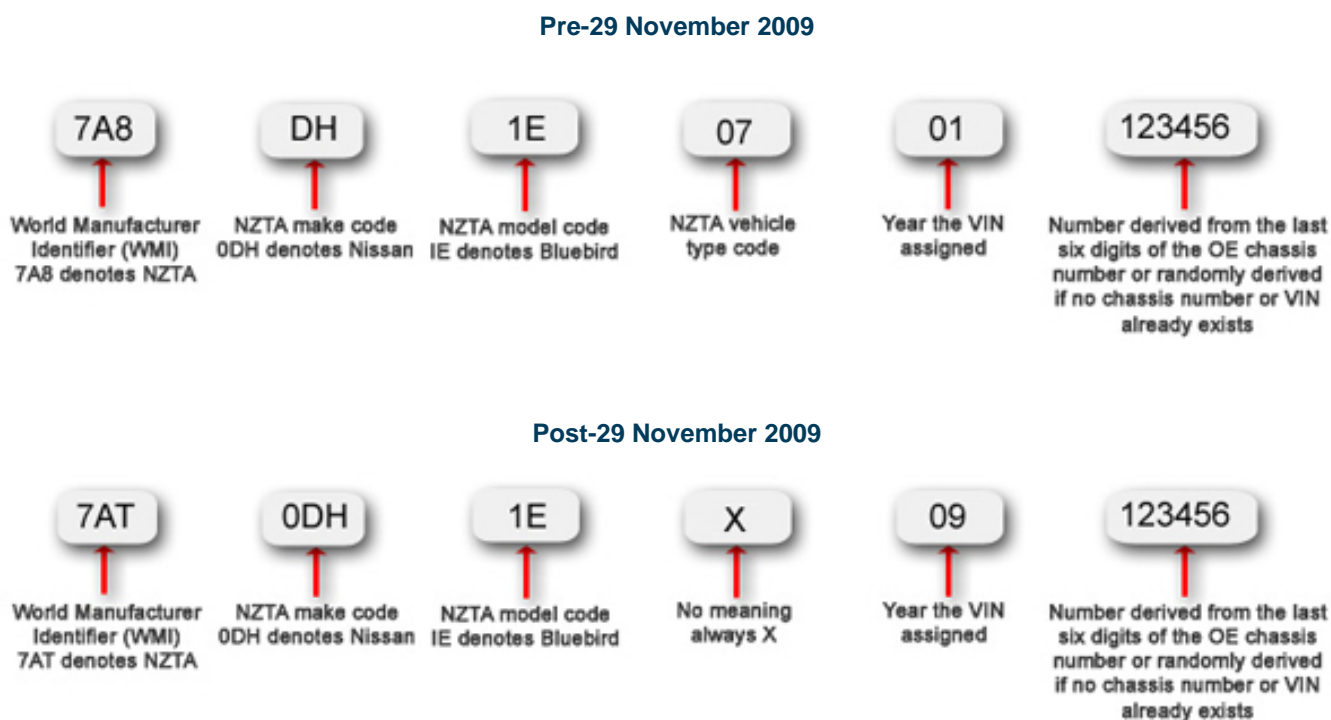 Pre-29 November 2009
7A8 DH 1E 07 01 123456
World Manufacturer
Identifier (WMI)
7A8 denotes NZTA
NZTA make code
0DH denotes Nissan
NZTA model code
IE denotes Bluebird
NZTA vehicle
type code
Year the VIN
assigned
Number derived from the last
six digits of the OE chassis
number or randomly derived
if no chassis number or VIN
already exists
Post-29 November 2009
7AT 0DH 1E X 09 123456
World Manufacturer
Identifier (WMI)
7AT denotes NZTA
NZTA make code
0DH denotes Nissan
NZTA model code
IE denotes Bluebird
No meaning
always X
Year the VIN
assigned
Number derived from the last
six digits of the OE chassis
number or randomly derived
if no chassis number or VIN
already exists